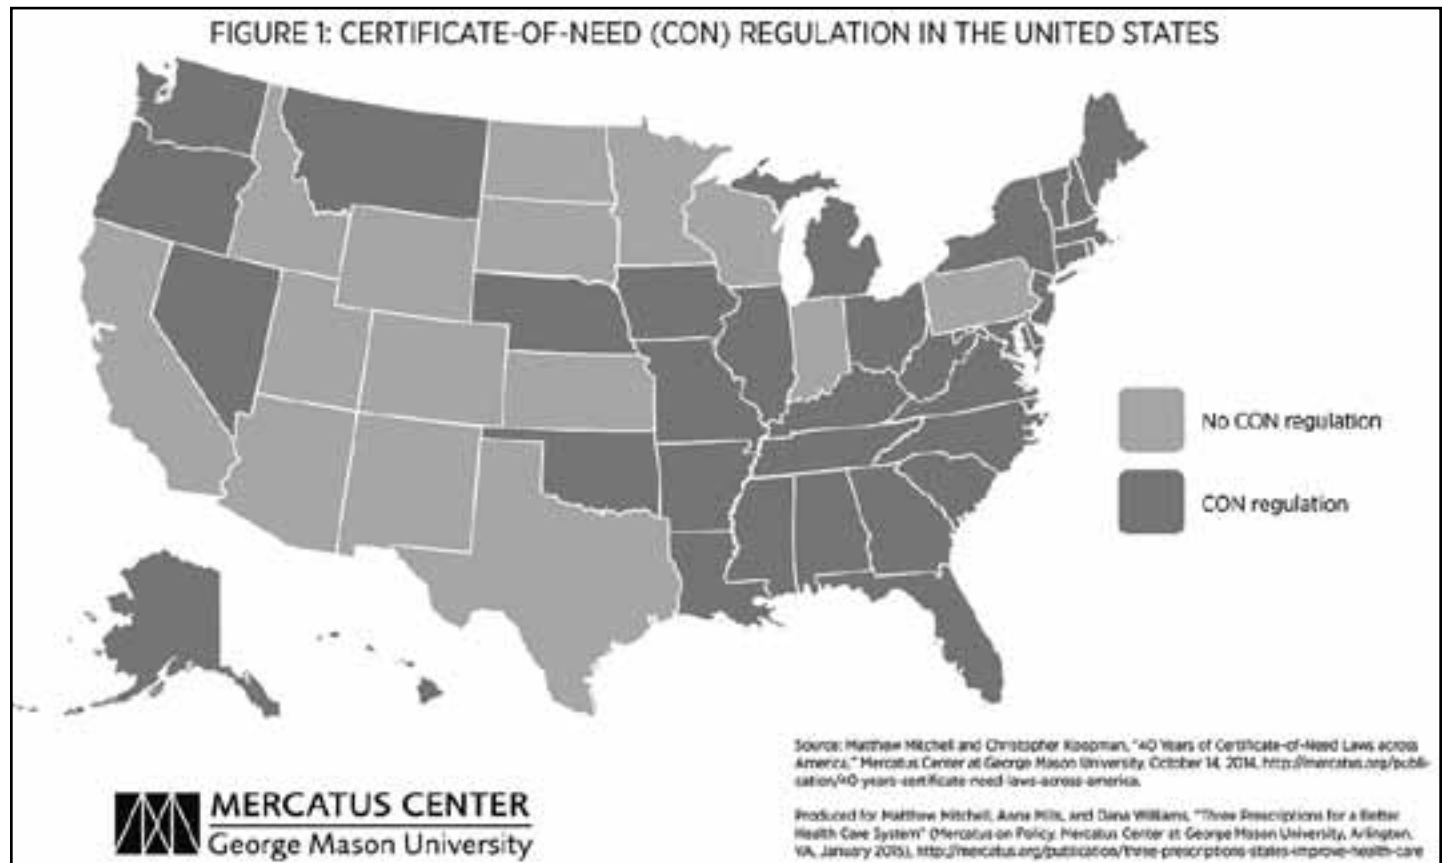 FIGURE 1: CERTIFICATE-OF-NEED (CON) REGULATION IN THE UNITED STATES
No CON regulation
CON regulation
Source: Matthew Mitchell and Christopher Koopman, "40 Years of Certificate-of-Need Laws across
America," Mercatus Center at George Mason University, October 14, 2014, http://mercatus.org/publi-
cation/40-years-certificate-need-laws-across-america.
MERCATUS CENTER
George Mason University
Produced for Matthew Mitchell, Anna Mills, and Dana Williams, "Three Prescriptions for a Better
Health Care System" (Mercatus on Policy, Mercatus Center at George Mason University, Arlington,
VA, January 2015), http://mercatus.org/publication/three-prescriptions-states-improve-health-care